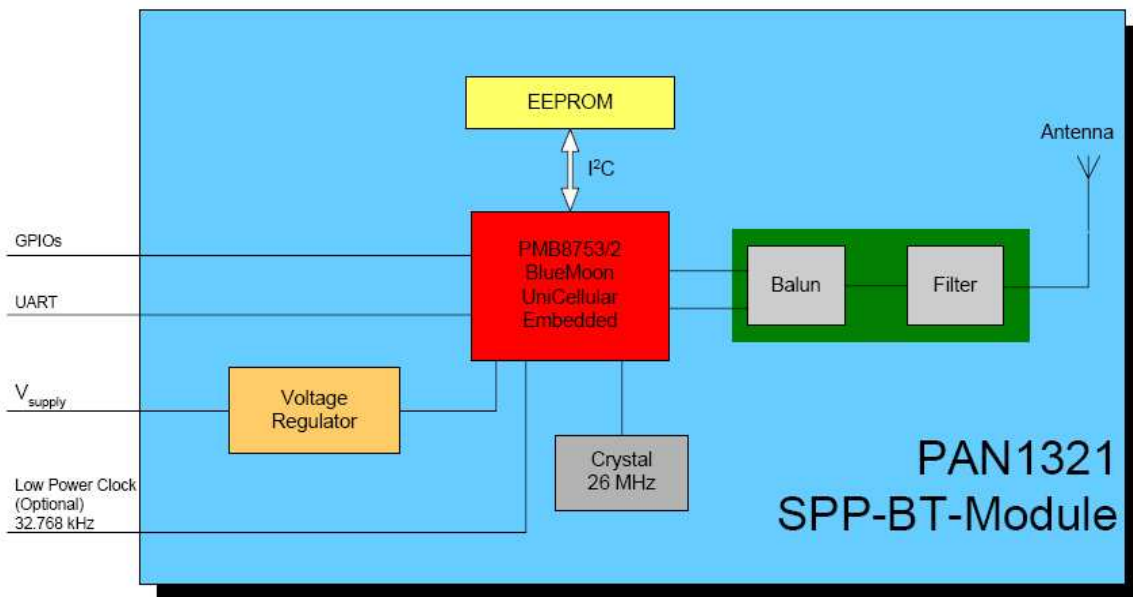 EEPROM
Antenna
I²C
GPIOs
PMB8753/2
BlueMoon
UniCellular
Embedded
Balun
Filter
UART
Vsupply
Voltage
Regulator
Crystal
26 MHz
PAN1321
SPP-BT-Module
Low Power Clock
(Optional)
32.768 kHz